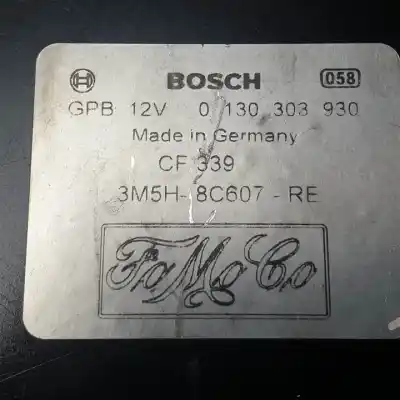 BOSCH 058
GPB 12V 0 130 303 930
Made in Germany
CF 339
3M5H-8C607-RE
FoMoCo